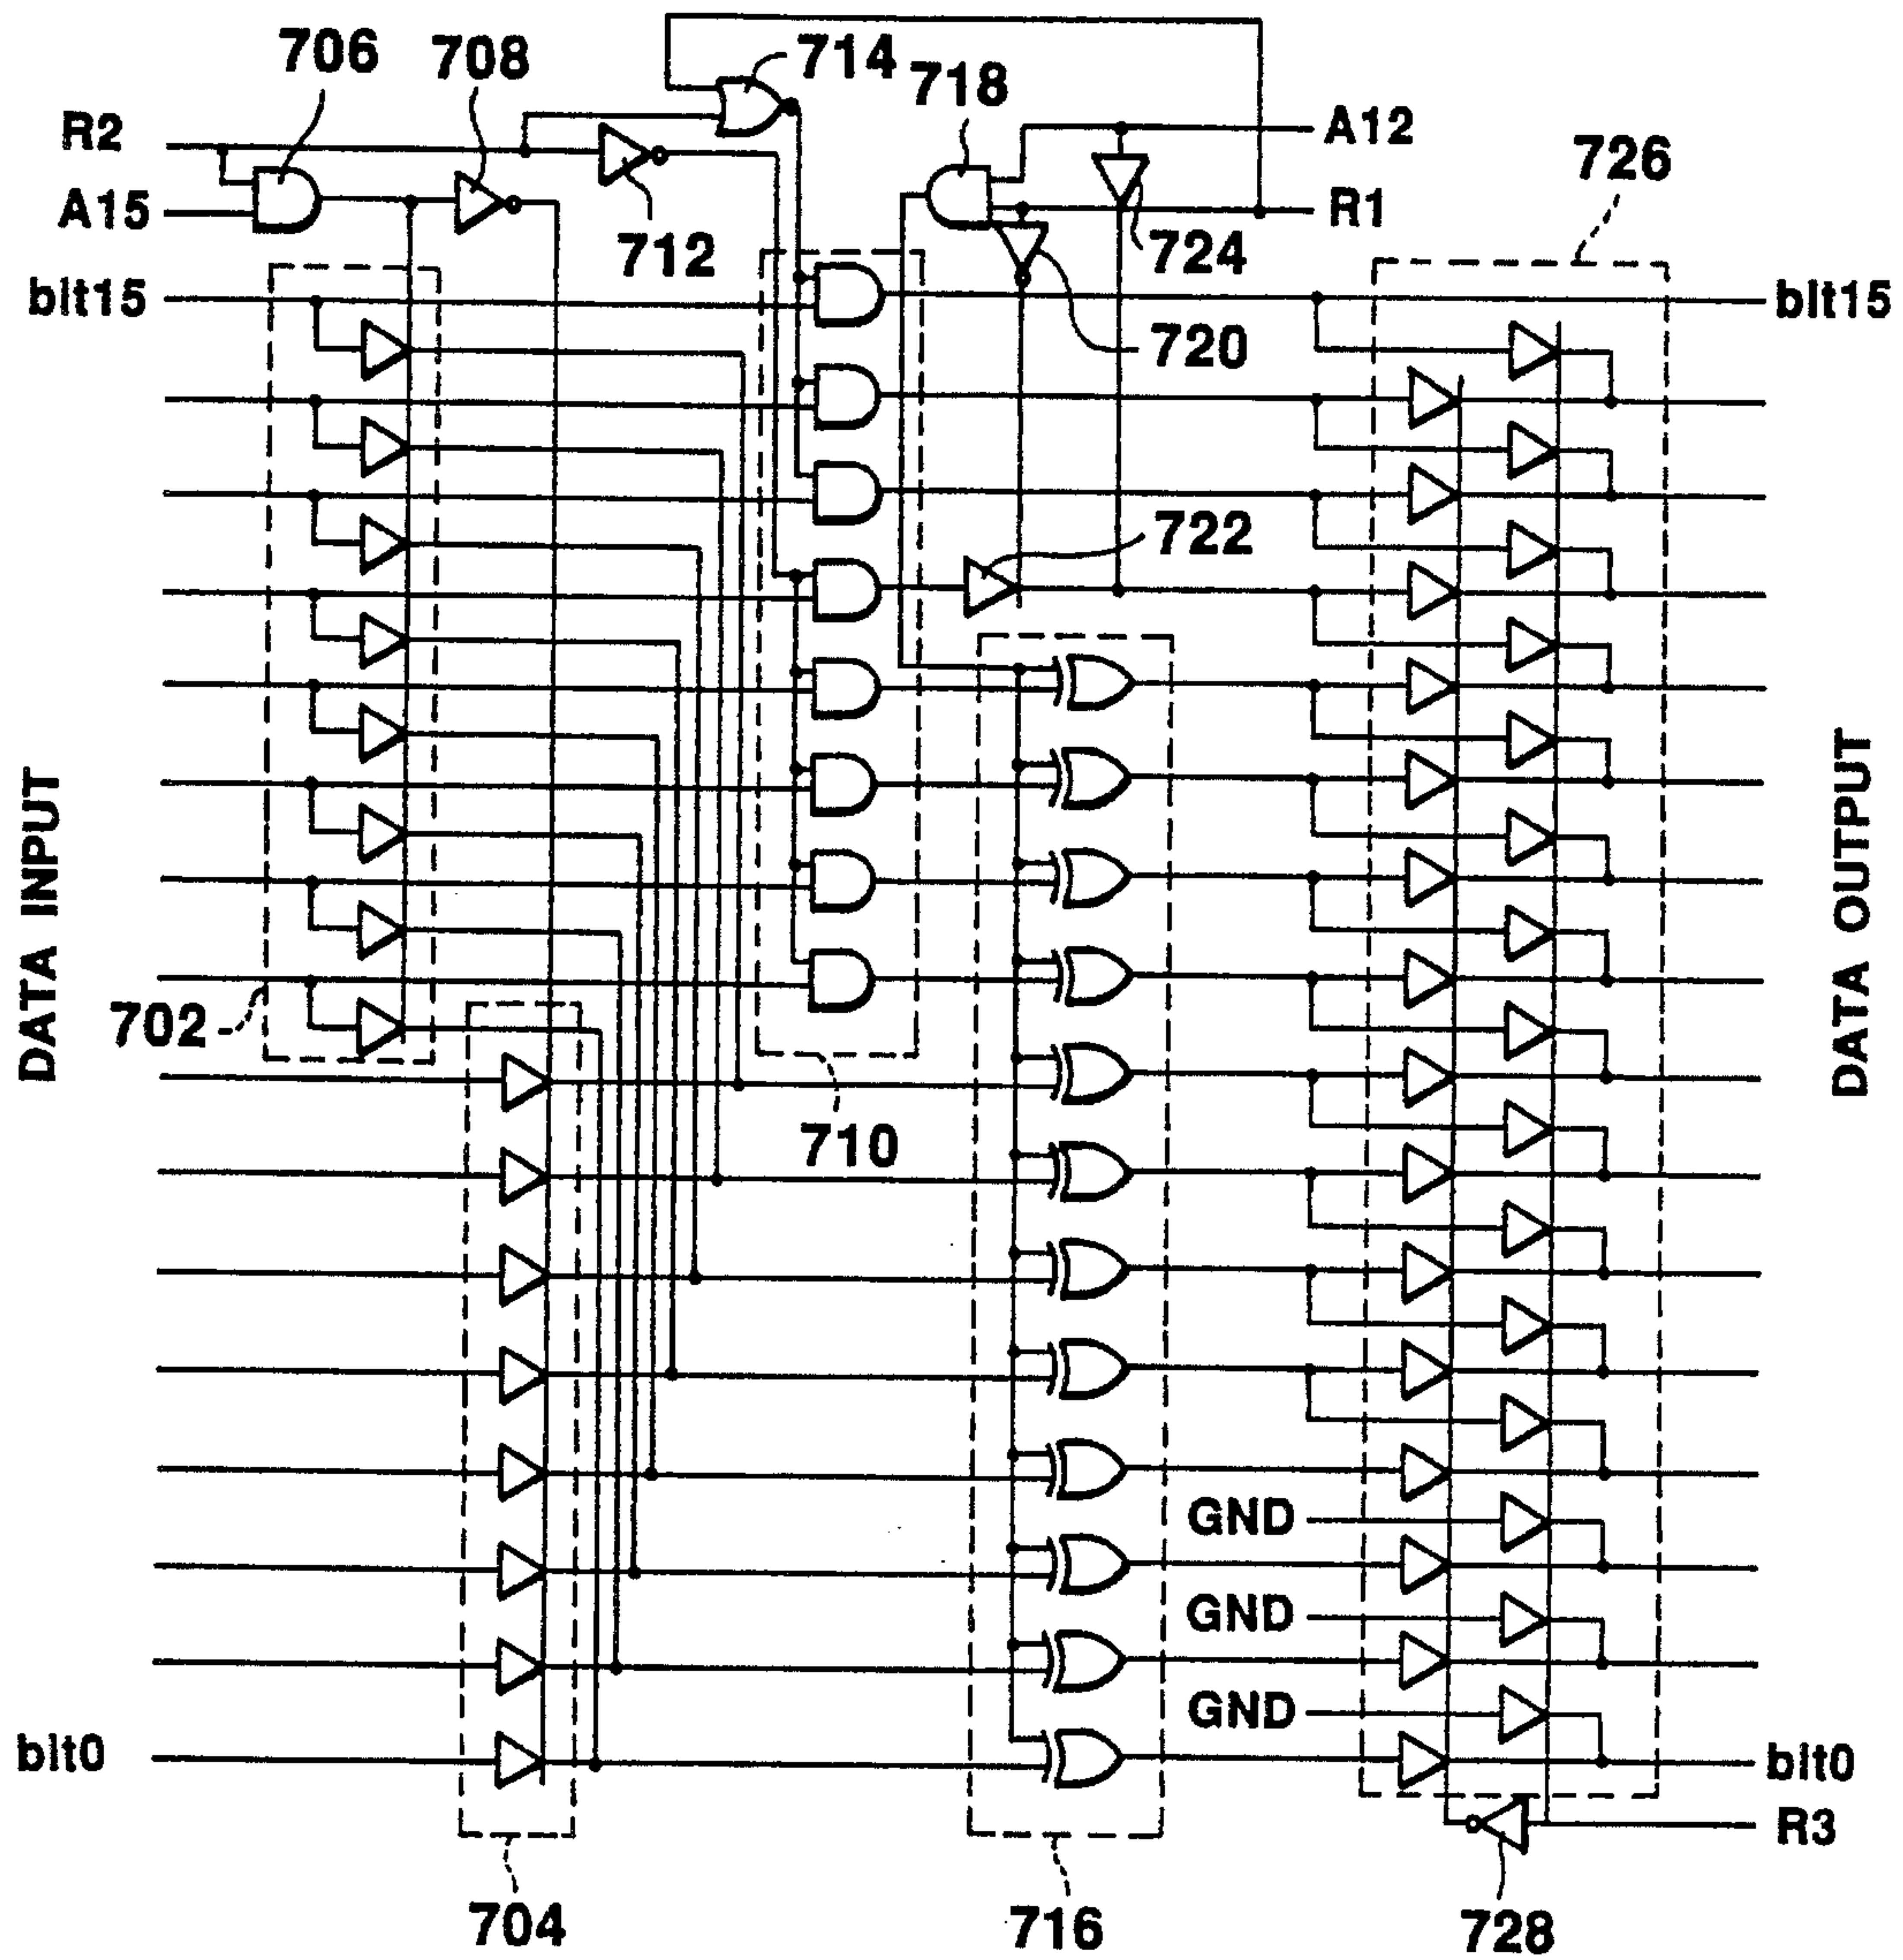 706
708
714
718
R2
A12
726
A15
R1
712
724
bit15
bit15
720
722
DATA INPUT
DATA OUTPUT
702
710
GND
GND
GND
bit0
bit0
R3
704
716
728